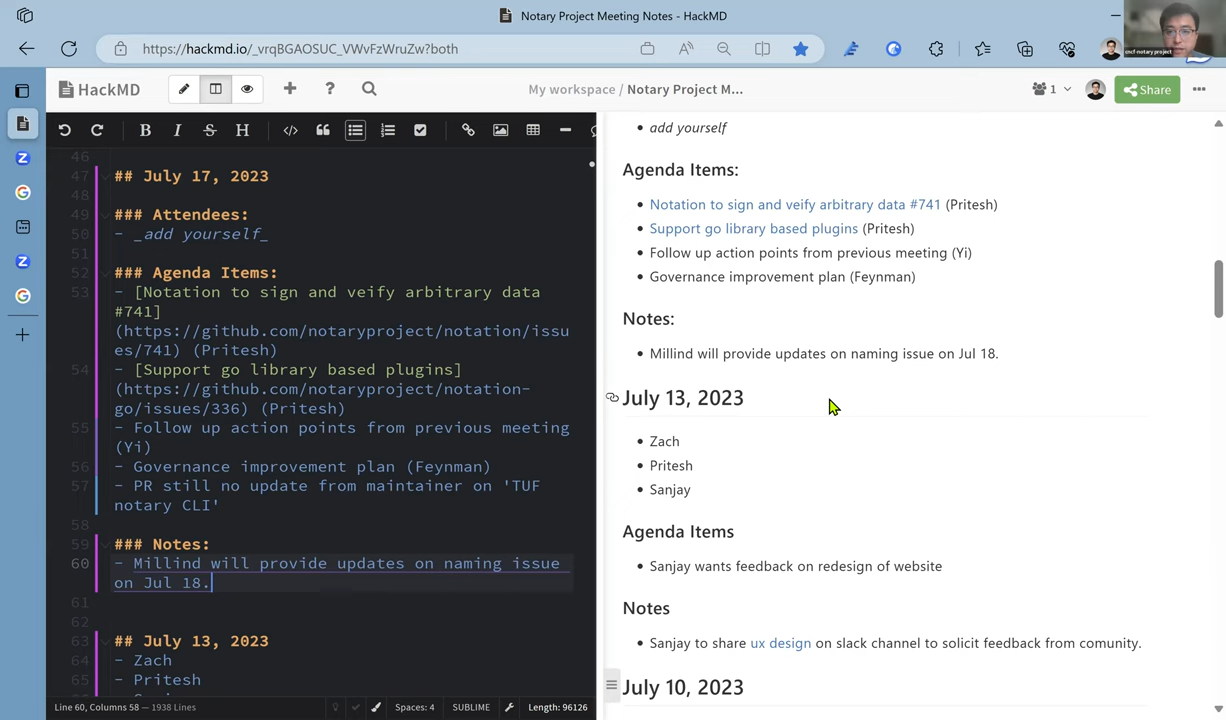 Notary Project Meeting Notes - HackMD
https://hackmd.io/_vrqBGAOSUC_VWvFzWruZw?both
cncf-notary project
HackMD
My workspace / Notary Project M...
1
Share
46
47 ## July 17, 2023
48
49 ### Attendees:
50 - _add yourself_
51
52 ### Agenda Items:
53 - [Notation to sign and veify arbitrary data
#741]
(https://github.com/notaryproject/notation/issu
es/741) (Pritesh)
54 - [Support go library based plugins]
(https://github.com/notaryproject/notation-
go/issues/336) (Pritesh)
55 - Follow up action points from previous meeting
(Yi)
56 - Governance improvement plan (Feynman)
57 - PR still no update from maintainer on 'TUF
notary CLI'
58
59 ### Notes:
60 - Millind will provide updates on naming issue
on Jul 18.
61
62
63 ## July 13, 2023
64 - Zach
65 - Pritesh
Line 60, Columns 58 — 1938 Lines
Spaces: 4
SUBLIME
Length: 96126
add yourself
Agenda Items:
Notation to sign and veify arbitrary data #741 (Pritesh)
Support go library based plugins (Pritesh)
Follow up action points from previous meeting (Yi)
Governance improvement plan (Feynman)
Notes:
Millind will provide updates on naming issue on Jul 18.
July 13, 2023
Zach
Pritesh
Sanjay
Agenda Items
Sanjay wants feedback on redesign of website
Notes
Sanjay to share ux design on slack channel to solicit feedback from comunity.
July 10, 2023